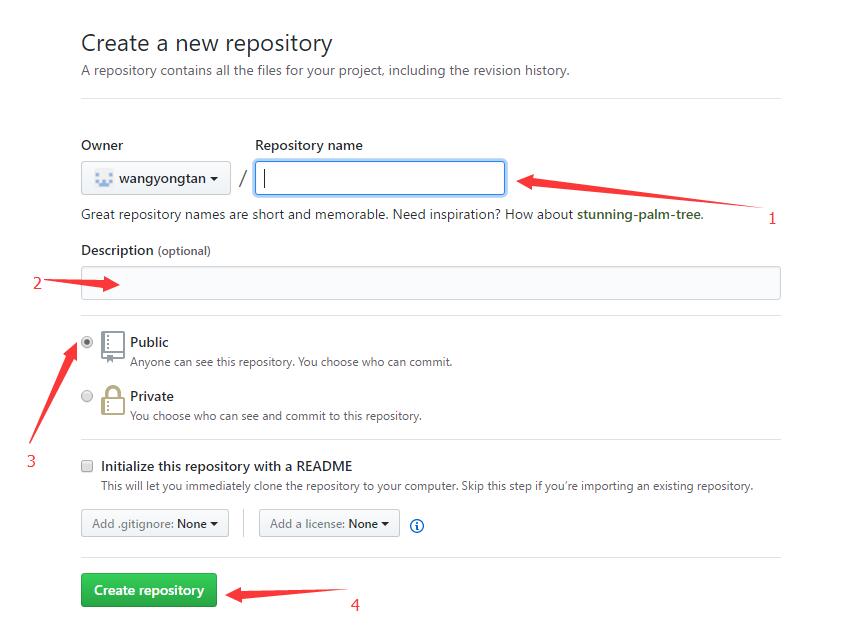 Create a new repository
A repository contains all the files for your project, including the revision history.
Owner
Repository name
wangyongtan
/
1
Great repository names are short and memorable. Need inspiration? How about stunning-palm-tree.
Description (optional)
2
Public
Anyone can see this repository. You choose who can commit.
Private
You choose who can see and commit to this repository.
3
Initialize this repository with a README
This will let you immediately clone the repository to your computer. Skip this step if you’re importing an existing repository.
Add .gitignore: None
Add a license: None
Create repository
4